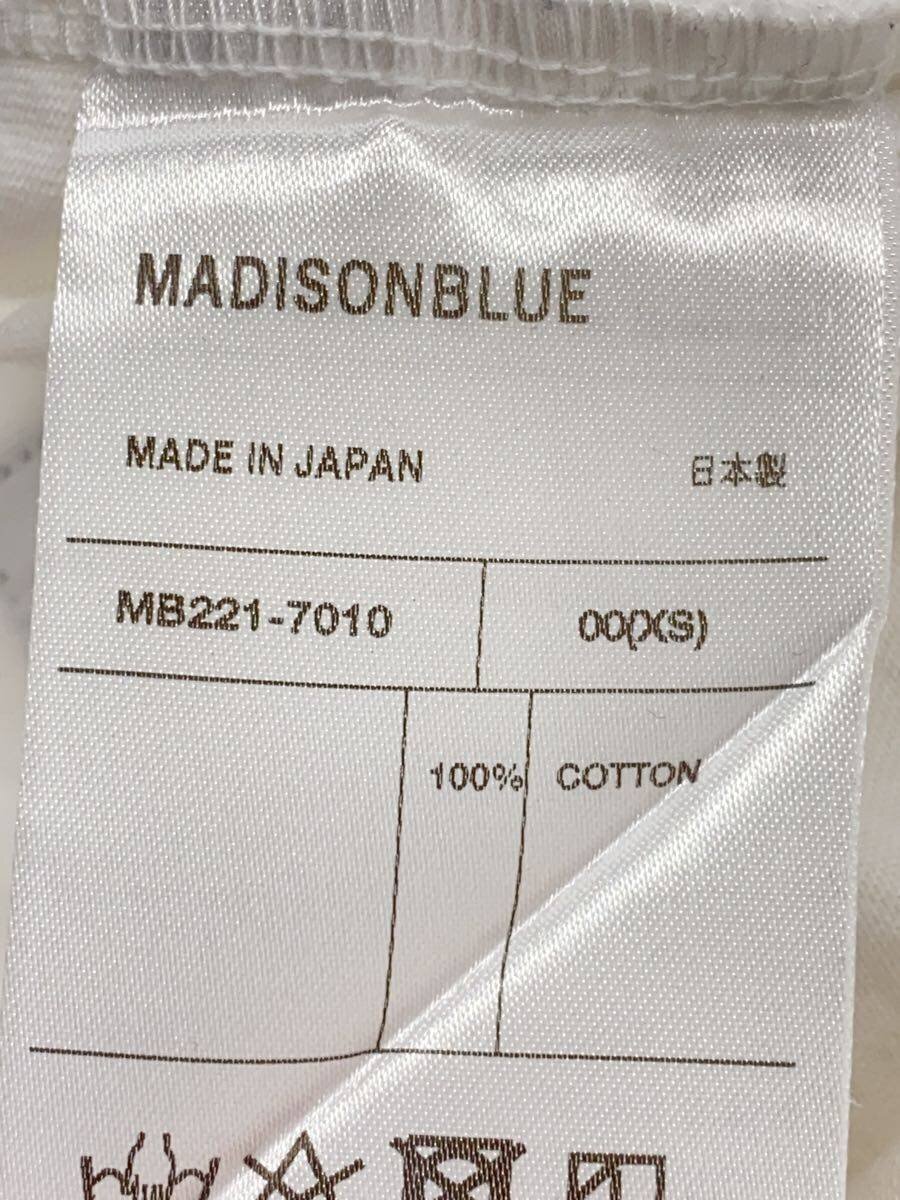 MADISONBLUE
MADE IN JAPAN 日本製
MB221-7010 00(XS)
100% COTTON